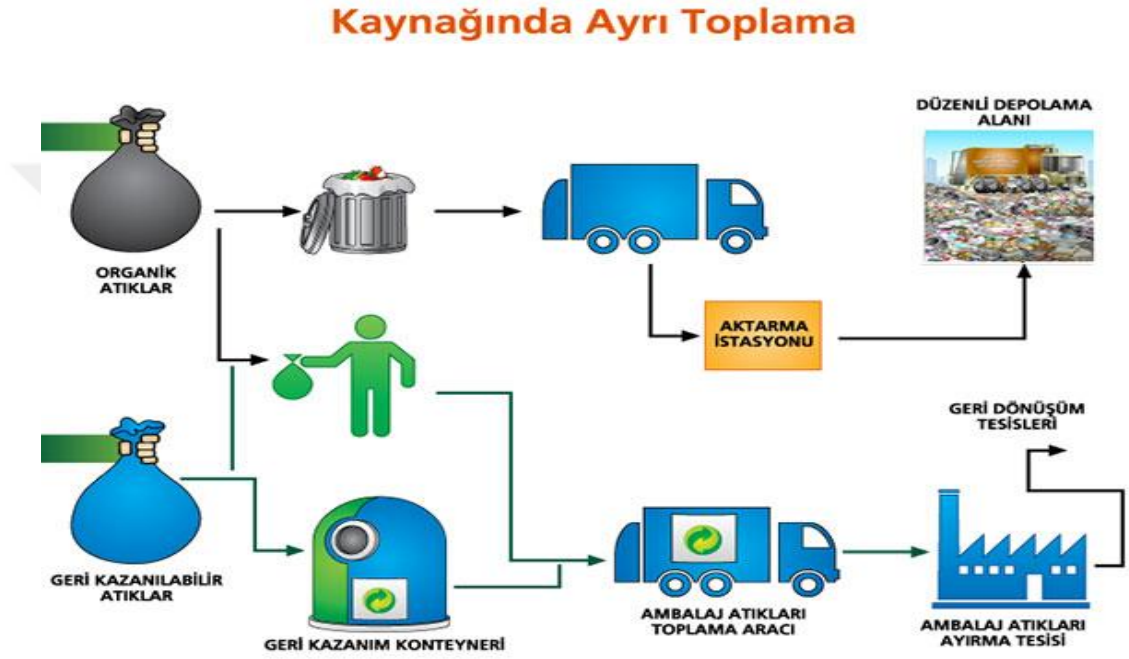 Kaynağında Ayrı Toplama
DÜZENLİ DEPOLAMA
ALANI
ORGANİK
ATIKLAR
AKTARMA
İSTASYONU
GERİ DÖNÜŞÜM
TESİSLERİ
GERİ KAZANILABİLİR
ATIKLAR
GERİ KAZANIM KONTEYNERİ
AMBALAJ ATIKLARI
TOPLAMA ARACI
AMBALAJ ATIKLARI
AYIRMA TESİSİ